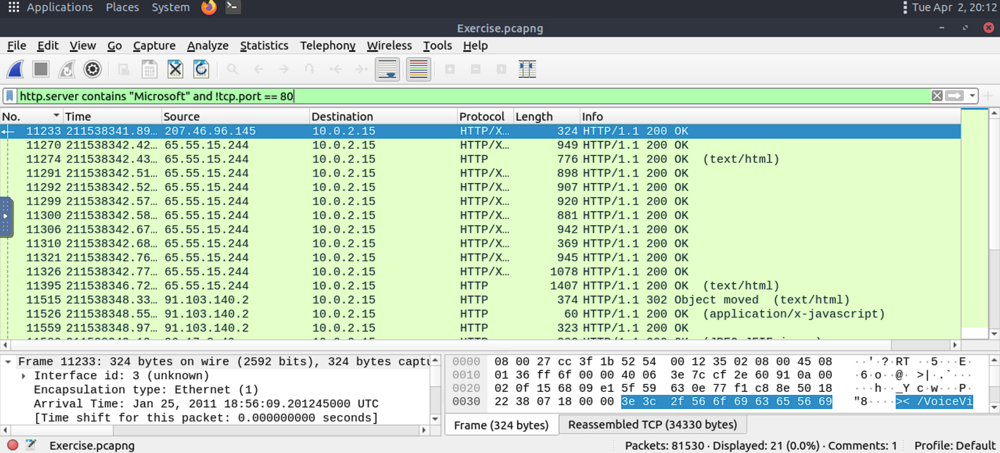 Applications Places System Tue Apr 2, 20:12
Exercise.pcapng
File Edit View Go Capture Analyze Statistics Telephony Wireless Tools Help
http.server contains "Microsoft" and !tcp.port == 80
No. Time Source Destination Protocol Length Info
11233 211538341.89… 207.46.96.145 10.0.2.15 HTTP/X… 324 HTTP/1.1 200 OK
11270 211538342.42… 65.55.15.244 10.0.2.15 HTTP/X… 949 HTTP/1.1 200 OK
11274 211538342.43… 65.55.15.244 10.0.2.15 HTTP 776 HTTP/1.1 200 OK (text/html)
11291 211538342.51… 65.55.15.244 10.0.2.15 HTTP/X… 898 HTTP/1.1 200 OK
11292 211538342.52… 65.55.15.244 10.0.2.15 HTTP/X… 907 HTTP/1.1 200 OK
11299 211538342.57… 65.55.15.244 10.0.2.15 HTTP/X… 920 HTTP/1.1 200 OK
11300 211538342.58… 65.55.15.244 10.0.2.15 HTTP/X… 881 HTTP/1.1 200 OK
11306 211538342.67… 65.55.15.244 10.0.2.15 HTTP/X… 942 HTTP/1.1 200 OK
11310 211538342.68… 65.55.15.244 10.0.2.15 HTTP/X… 369 HTTP/1.1 200 OK
11321 211538342.76… 65.55.15.244 10.0.2.15 HTTP/X… 945 HTTP/1.1 200 OK
11326 211538342.77… 65.55.15.244 10.0.2.15 HTTP/X… 1078 HTTP/1.1 200 OK
11395 211538346.72… 65.55.15.244 10.0.2.15 HTTP 1407 HTTP/1.1 200 OK (text/html)
11515 211538348.33… 91.103.140.2 10.0.2.15 HTTP 374 HTTP/1.1 302 Object moved (text/html)
11526 211538348.55… 91.103.140.2 10.0.2.15 HTTP 60 HTTP/1.1 200 OK (application/x-javascript)
11559 211538348.97… 91.103.140.2 10.0.2.15 HTTP 323 HTTP/1.1 200 OK
Frame 11233: 324 bytes on wire (2592 bits), 324 bytes captu
Interface id: 3 (unknown)
Encapsulation type: Ethernet (1)
Arrival Time: Jan 25, 2011 18:56:09.201245000 UTC
[Time shift for this packet: 0.000000000 seconds]
0000 08 00 27 cc 3f 1b 52 54 00 12 35 02 08 00 45 08 ··'·?·RT ··5···E·
0010 01 36 ff 6f 00 00 40 06 3e 7c cf 2e 60 91 0a 00 ·6·o··@· >|·.`···
0020 02 0f 15 68 09 e1 5f 59 63 0e 77 f1 c8 8e 50 18 ···h··_Y c·w···P·
0030 22 38 07 18 00 00 3e 3c 2f 56 6f 69 63 65 56 69 "8····>< /VoiceVi
Frame (324 bytes) Reassembled TCP (34330 bytes)
Exercise.pcapng Packets: 81530 · Displayed: 21 (0.0%) · Comments: 1 Profile: Default